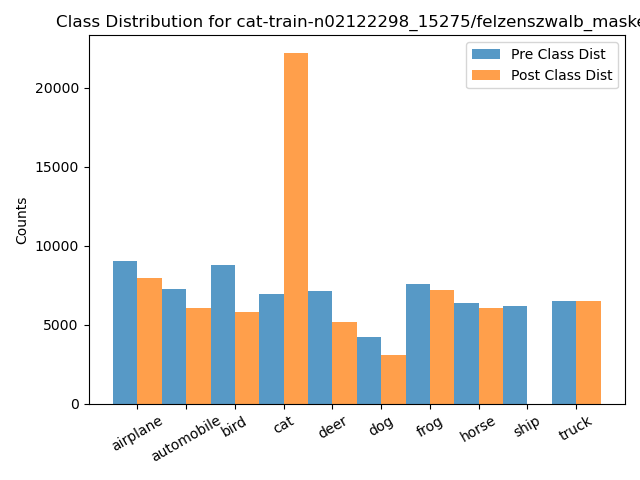 Class Distribution for cat-train-n02122298_15275/felzenszwalb_maske
Pre Class Dist
Post Class Dist
Counts
20000
15000
10000
5000
0
airplane
automobile
bird
cat
deer
dog
frog
horse
ship
truck